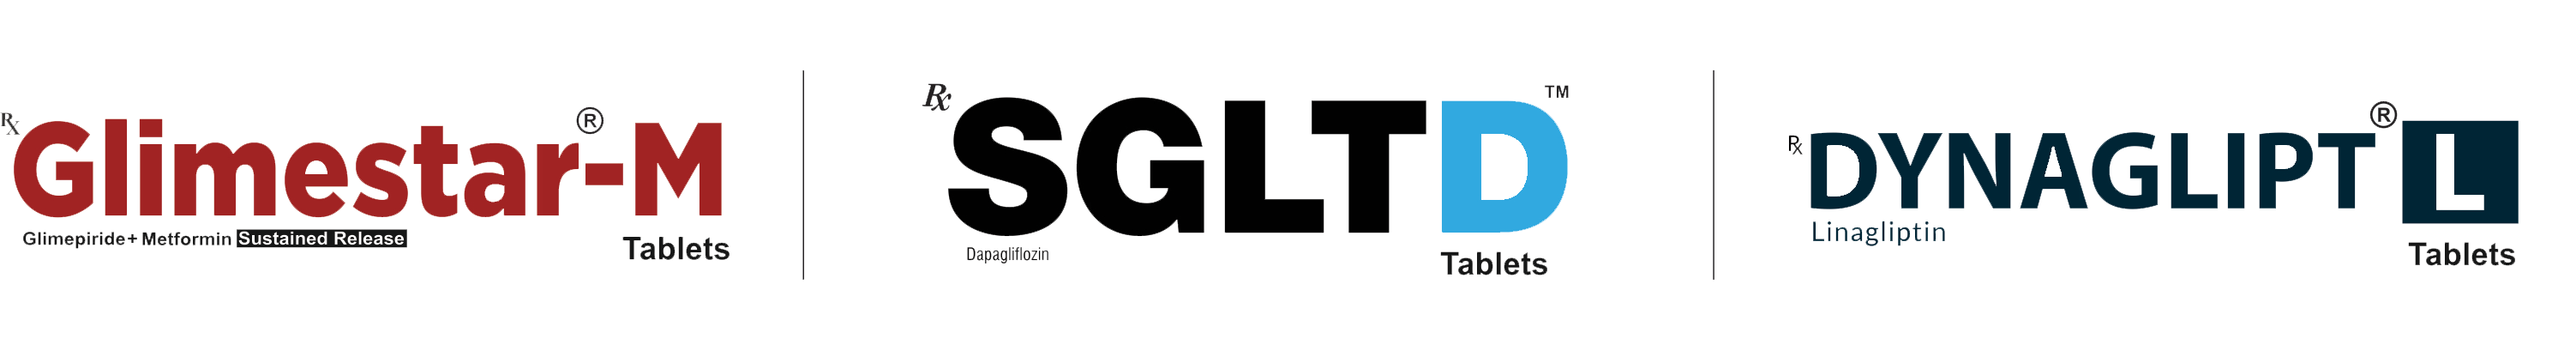 Rx Glimestar®-M
Glimepiride+ Metformin Sustained Release
Tablets
Rx SGLTD™
Dapagliflozin
Tablets
Rx DYNAGLIPT® L
Linagliptin
Tablets